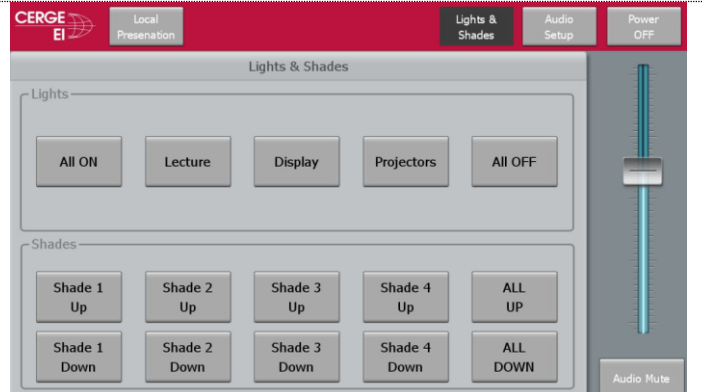 CERGE
EI
Local
Presenation
Lights &
Shades
Audio
Setup
Power
OFF
Lights & Shades
Lights
All ON
Lecture
Display
Projectors
All OFF
Shades
Shade 1
Up
Shade 2
Up
Shade 3
Up
Shade 4
Up
ALL
UP
Shade 1
Down
Shade 2
Down
Shade 3
Down
Shade 4
Down
ALL
DOWN
Audio Mute